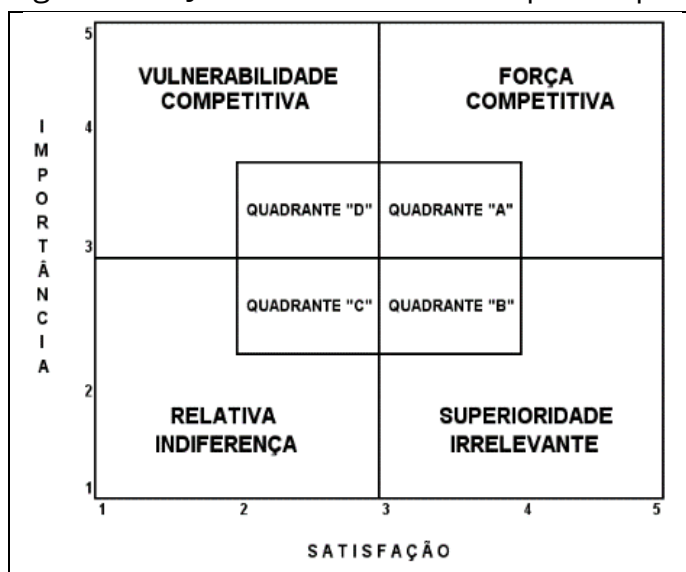 5
VULNERABILIDADE
COMPETITIVA
FORÇA
COMPETITIVA
4
I
M
P
O
R
T
Â
N
C
I
A
QUADRANTE "D"
QUADRANTE "A"
3
QUADRANTE "C"
QUADRANTE "B"
2
RELATIVA
INDIFERENÇA
SUPERIORIDADE
IRRELEVANTE
1
1 2 3 4 5
SATISFAÇÃO